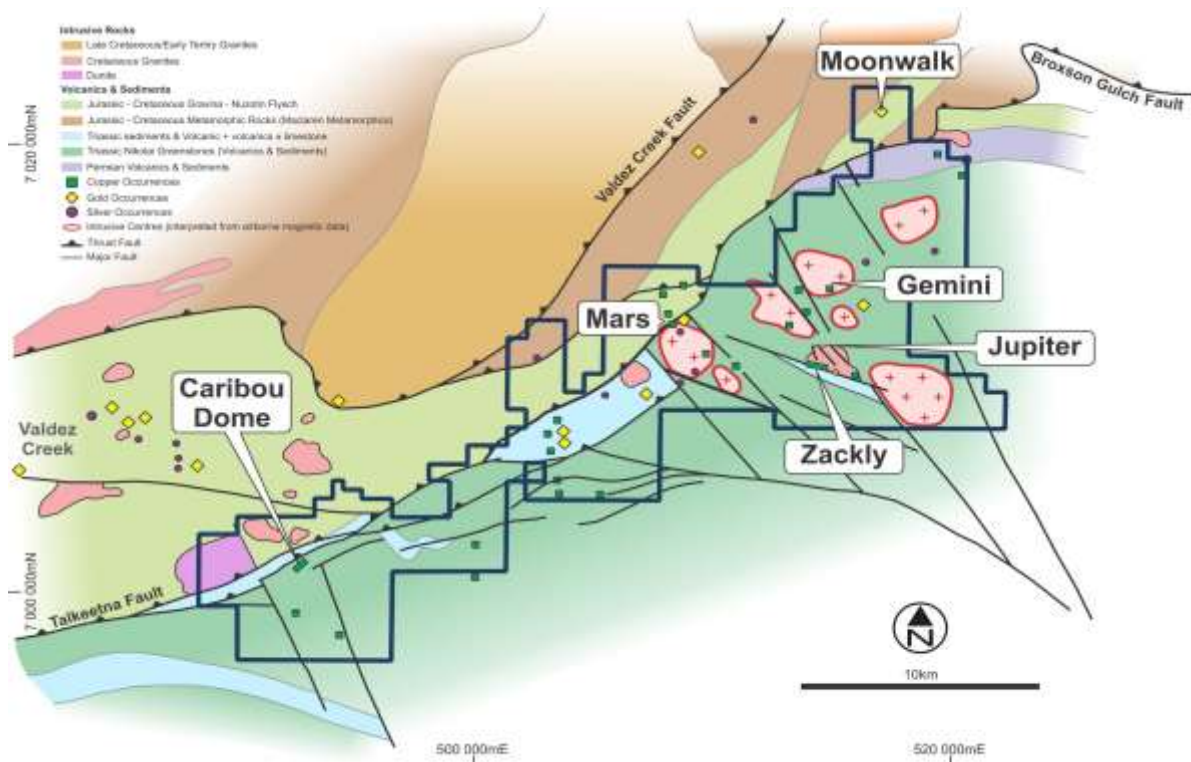 Intrusive Rocks
Late Cretaceous/Early Tertiry Granites
Cretaceous Granites
Dunite
Volcanics & Sediments
Jurassic - Cretaceous Gravina - Nuzotin Flysch
Jurassic - Cretaceous Metamorphic Rocks (Maclaren Metamorphics)
Triassic sediments & Volcanic + volcanics ± limestone
Triassic Nikolai Greenstones (Volcanics & Sediments)
Permian Volcanics & Sediments
Copper Occurrences
Gold Occurrences
Silver Occurrences
Intrusive Centre (interpreted from airborne magnetic data)
Thrust Fault
Major Fault
Moonwalk
Broxson Gulch Fault
7 020 000mN
Valdez Creek Fault
Gemini
Mars
Jupiter
Caribou
Dome
Valdez
Creek
Zackly
7 000 000mN
Talkeetna Fault
N
10km
500 000mE
520 000mE